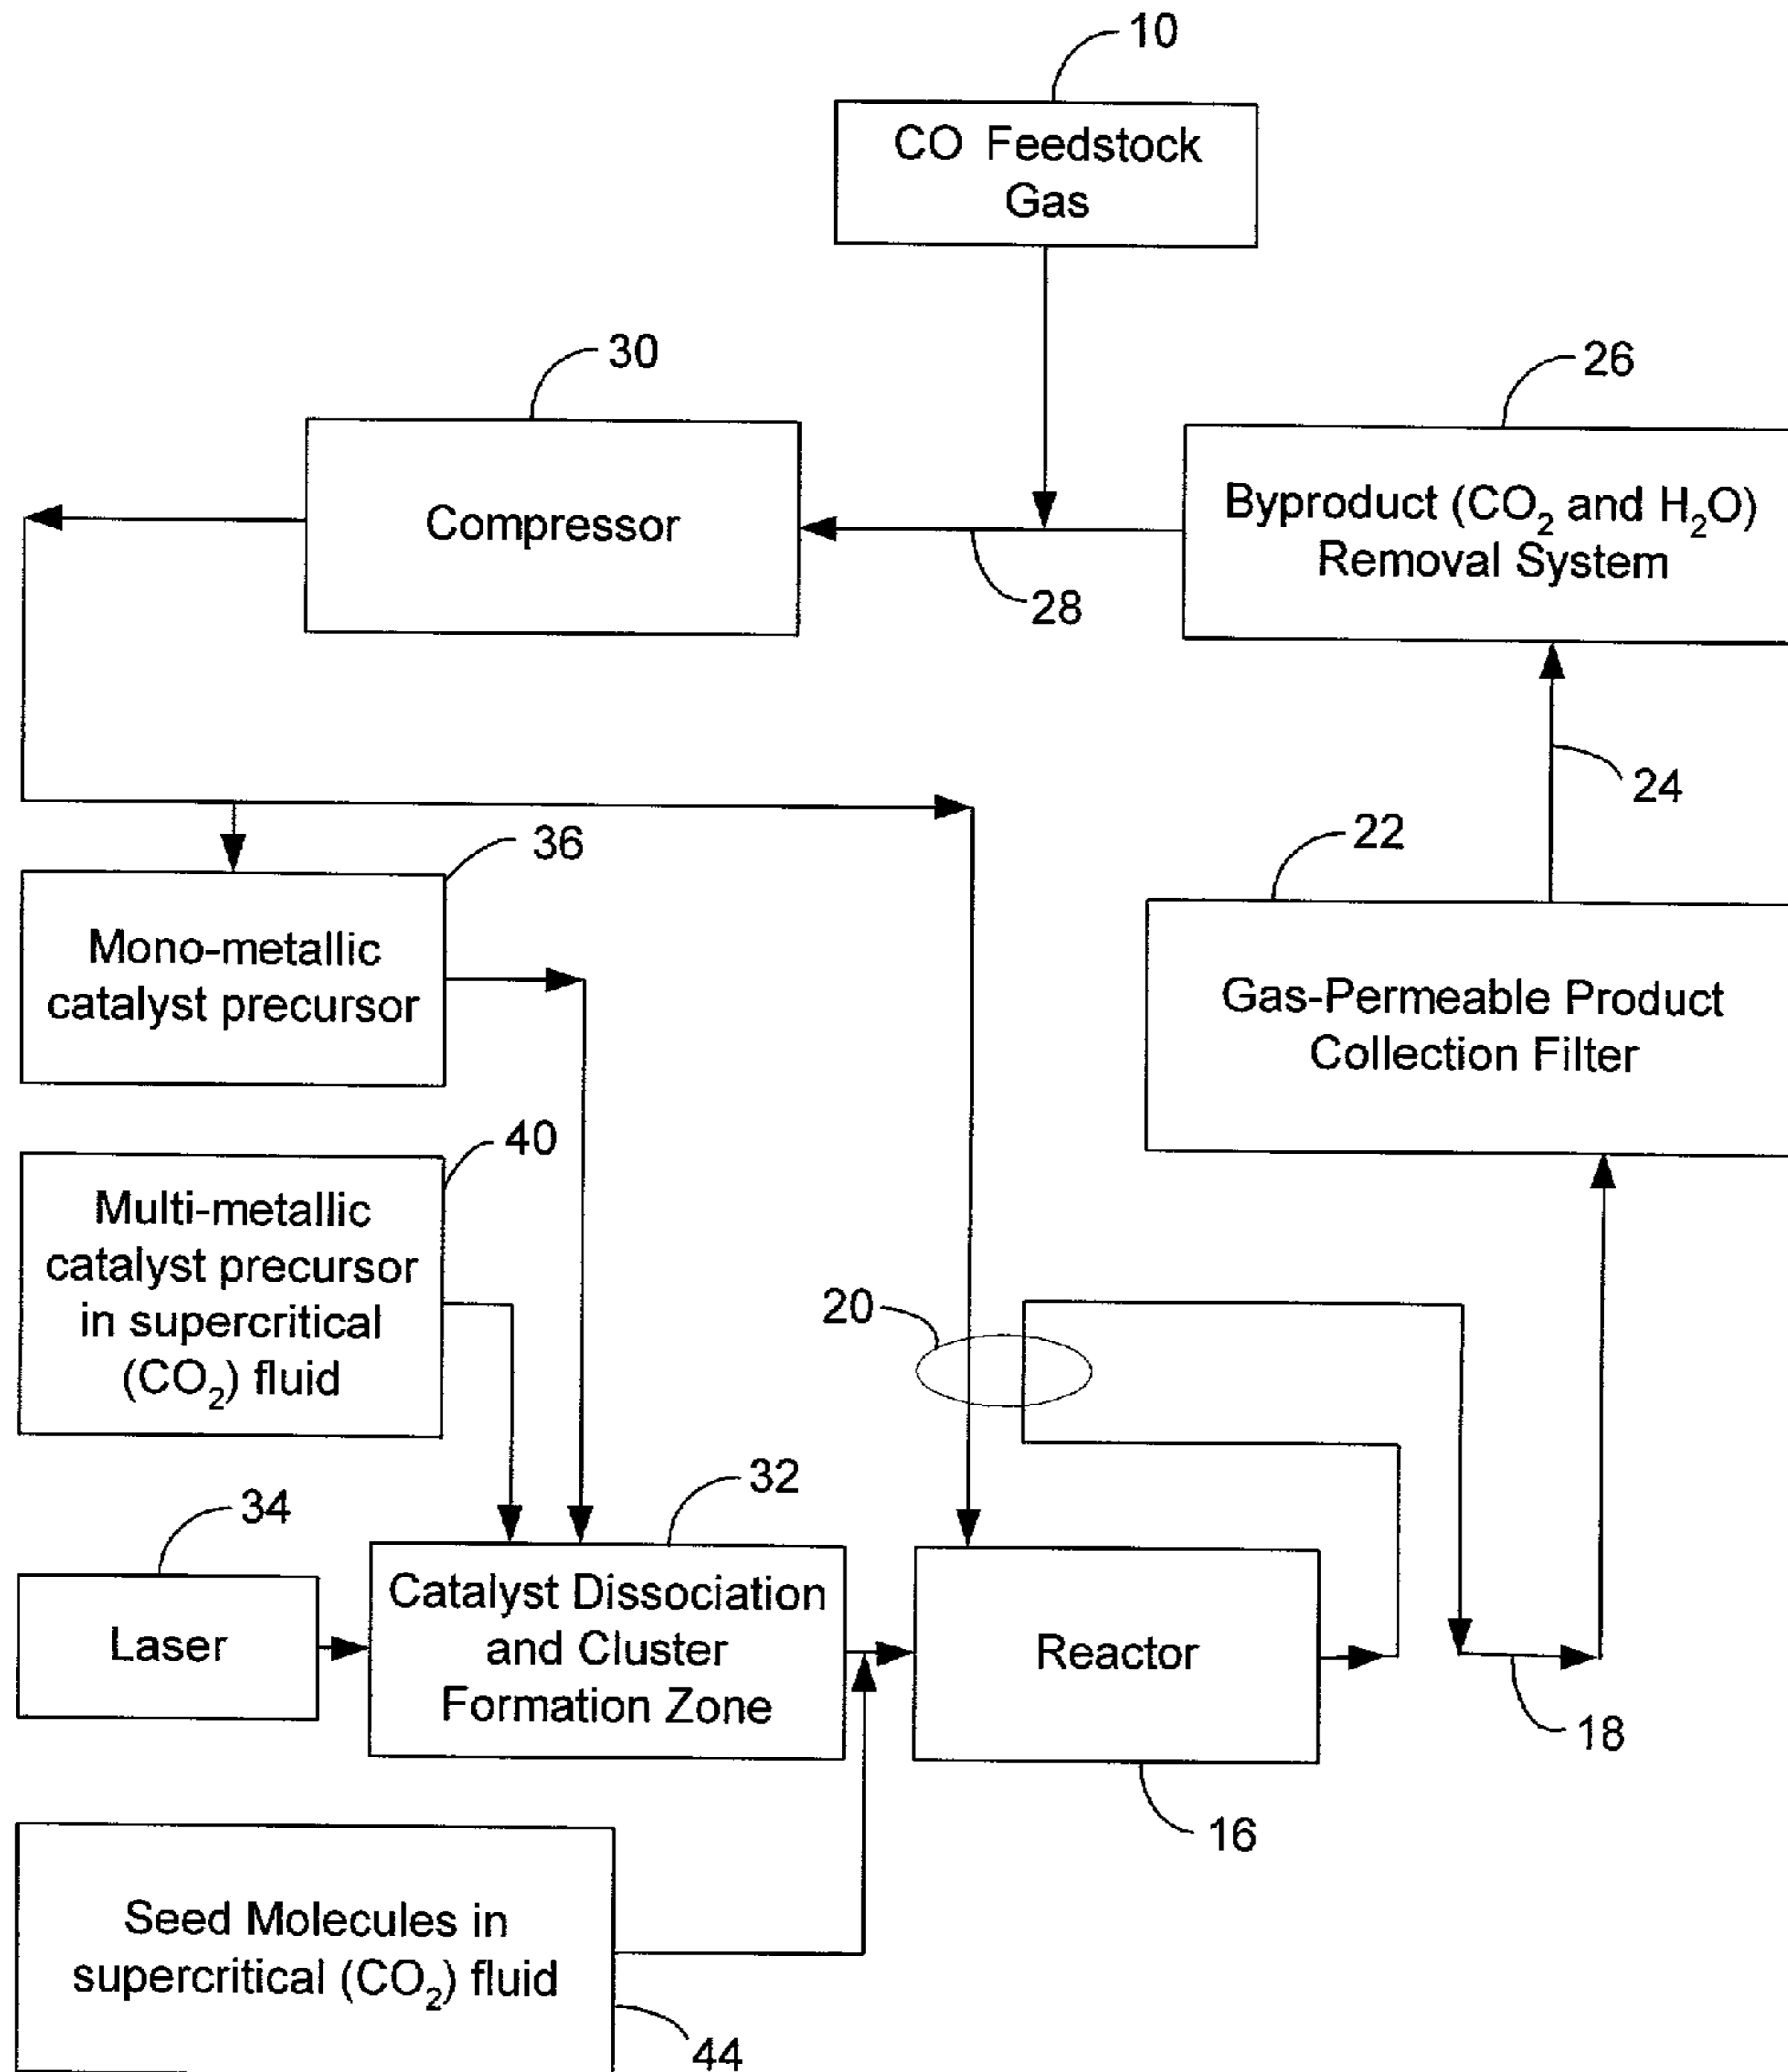 10
CO Feedstock
Gas
30
26
Compressor
Byproduct (CO₂ and H₂O)
Removal System
28
24
36
22
Mono-metallic
catalyst precursor
Gas-Permeable Product
Collection Filter
40
Multi-metallic
catalyst precursor
in supercritical
(CO₂) fluid
20
34
32
Laser
Catalyst Dissociation
and Cluster
Formation Zone
Reactor
18
16
Seed Molecules in
supercritical (CO₂) fluid
44